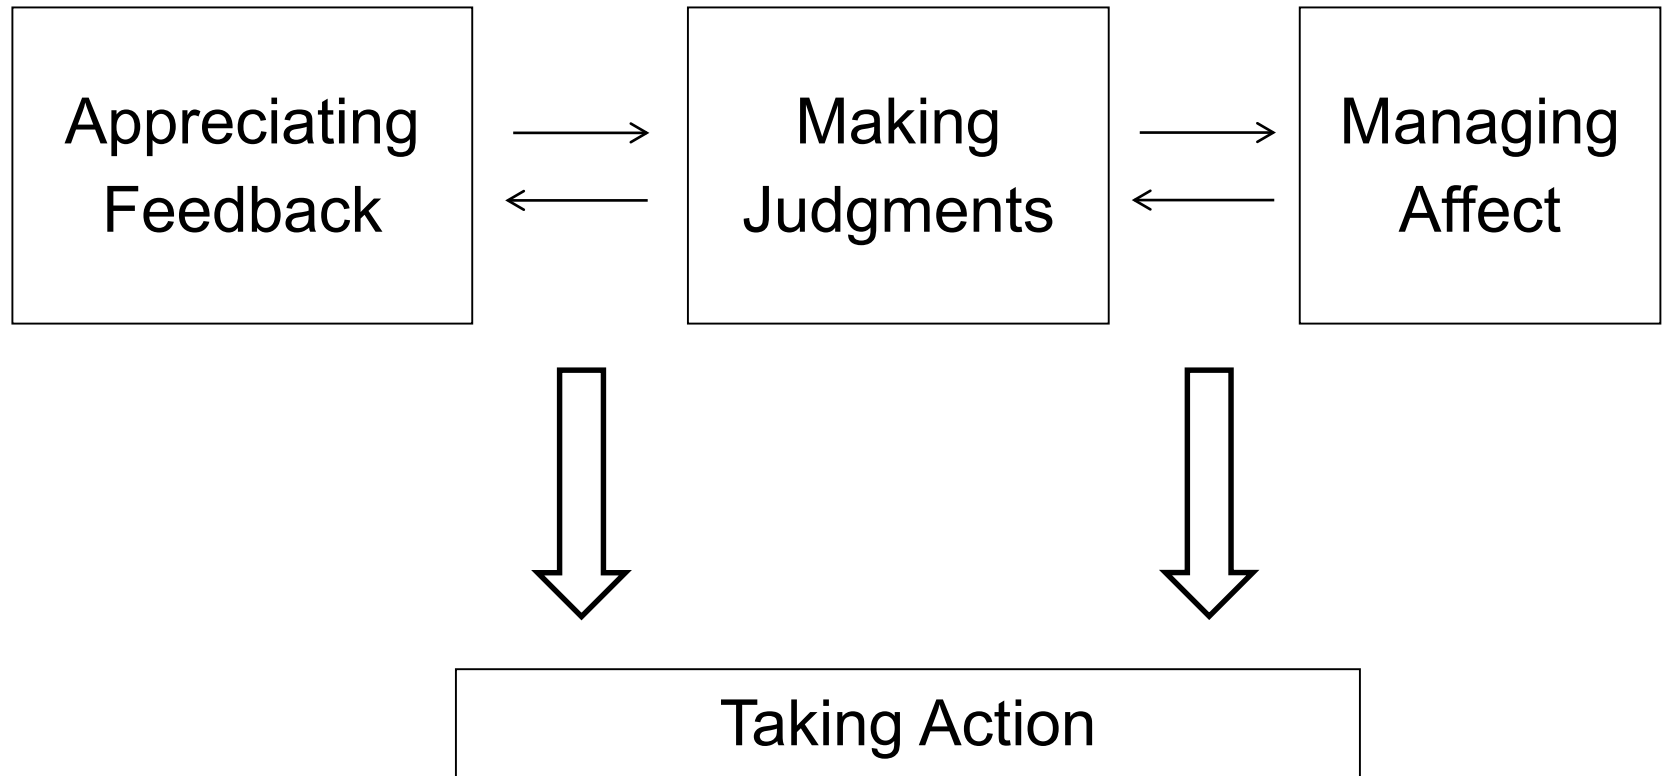 Appreciating
Feedback
Making
Judgments
Managing
Affect
Taking Action